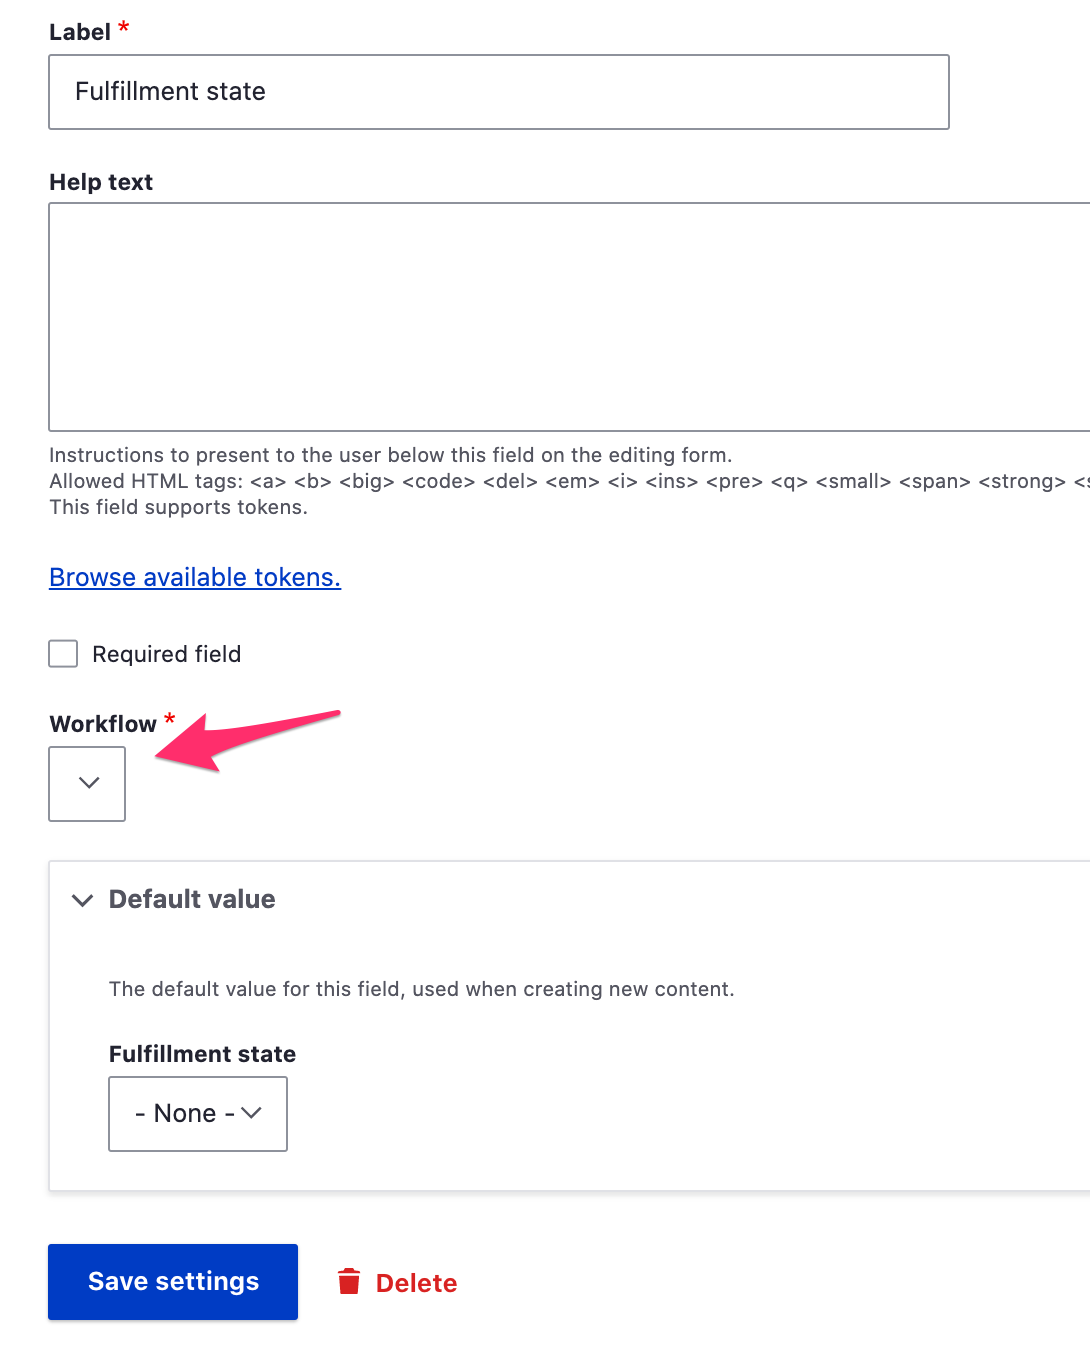 Label *
Fulfillment state
Help text
Instructions to present to the user below this field on the editing form.
Allowed HTML tags: <a> <b> <big> <code> <del> <em> <i> <ins> <pre> <q> <small> <span> <strong>
This field supports tokens.
Browse available tokens.
Required field
Workflow *
Default value
The default value for this field, used when creating new content.
Fulfillment state
- None -
Save settings
Delete